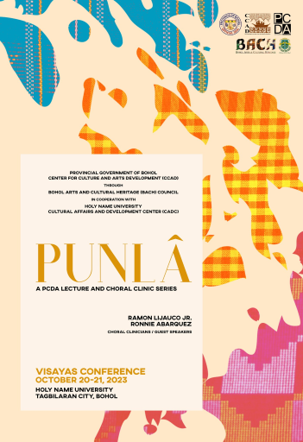 PCDA
BACH
PROVINCIAL GOVERNMENT OF BOHOL
CENTER FOR CULTURE AND ARTS DEVELOPMENT (CCAD)
THROUGH
BOHOL ARTS AND CULTURAL HERITAGE (BACH) COUNCIL
IN COOPERATION WITH
HOLY NAME UNIVERSITY
CULTURAL AFFAIRS AND DEVELOPMENT CENTER (CADC)
PUNLÂ
A PCDA LECTURE AND CHORAL CLINIC SERIES
RAMON LIJAUCO JR.
RONNIE ABARQUEZ
CHORAL CLINICIANS / GUEST SPEAKERS
VISAYAS CONFERENCE
OCTOBER 20-21, 2023
HOLY NAME UNIVERSITY
TAGBILARAN CITY, BOHOL